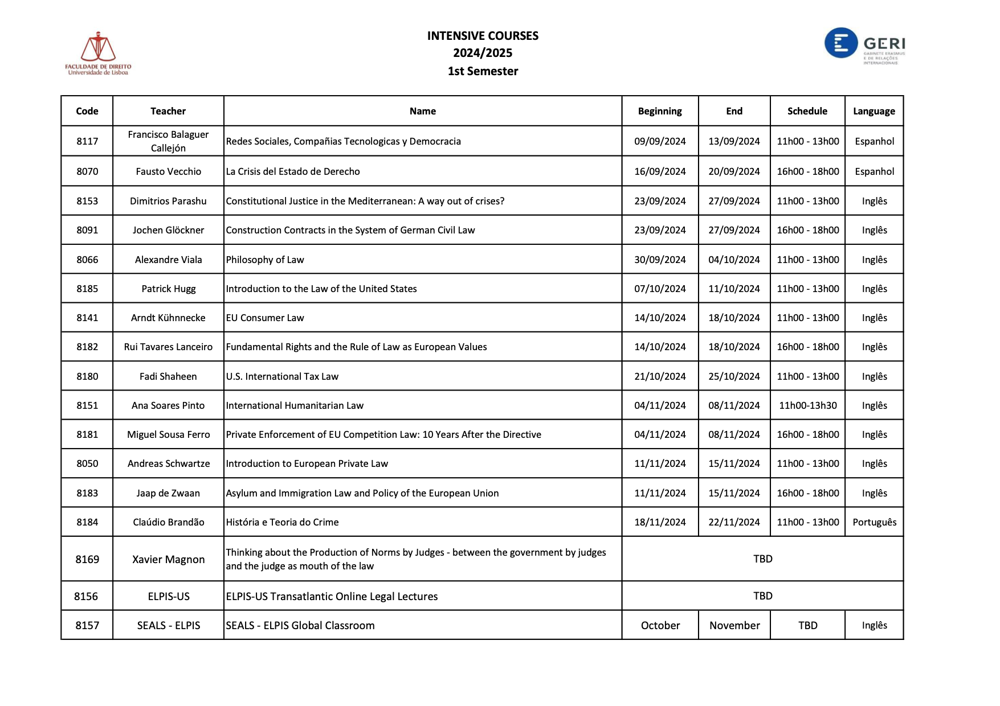 FACULDADE DE DIREITO
Universidade de Lisboa
INTENSIVE COURSES
2024/2025
1st Semester
GERI
GABINETE ERASMUS
E DE RELAÇÕES
INTERNACIONAIS
Code Teacher Name Beginning End Schedule Language
8117 Francisco Balaguer Callejón Redes Sociales, Compañias Tecnologicas y Democracia 09/09/2024 13/09/2024 11h00 - 13h00 Espanhol
8070 Fausto Vecchio La Crisis del Estado de Derecho 16/09/2024 20/09/2024 16h00 - 18h00 Espanhol
8153 Dimitrios Parashu Constitutional Justice in the Mediterranean: A way out of crises? 23/09/2024 27/09/2024 11h00 - 13h00 Inglês
8091 Jochen Glöckner Construction Contracts in the System of German Civil Law 23/09/2024 27/09/2024 16h00 - 18h00 Inglês
8066 Alexandre Viala Philosophy of Law 30/09/2024 04/10/2024 11h00 - 13h00 Inglês
8185 Patrick Hugg Introduction to the Law of the United States 07/10/2024 11/10/2024 11h00 - 13h00 Inglês
8141 Arndt Kühnnecke EU Consumer Law 14/10/2024 18/10/2024 11h00 - 13h00 Inglês
8182 Rui Tavares Lanceiro Fundamental Rights and the Rule of Law as European Values 14/10/2024 18/10/2024 16h00 - 18h00 Inglês
8180 Fadi Shaheen U.S. International Tax Law 21/10/2024 25/10/2024 11h00 - 13h00 Inglês
8151 Ana Soares Pinto International Humanitarian Law 04/11/2024 08/11/2024 11h00-13h30 Inglês
8181 Miguel Sousa Ferro Private Enforcement of EU Competition Law: 10 Years After the Directive 04/11/2024 08/11/2024 16h00 - 18h00 Inglês
8050 Andreas Schwartze Introduction to European Private Law 11/11/2024 15/11/2024 11h00 - 13h00 Inglês
8183 Jaap de Zwaan Asylum and Immigration Law and Policy of the European Union 11/11/2024 15/11/2024 16h00 - 18h00 Inglês
8184 Claúdio Brandão História e Teoria do Crime 18/11/2024 22/11/2024 11h00 - 13h00 Português
8169 Xavier Magnon Thinking about the Production of Norms by Judges - between the government by judges
and the judge as mouth of the law TBD
8156 ELPIS-US ELPIS-US Transatlantic Online Legal Lectures TBD
8157 SEALS - ELPIS SEALS - ELPIS Global Classroom October November TBD Inglês